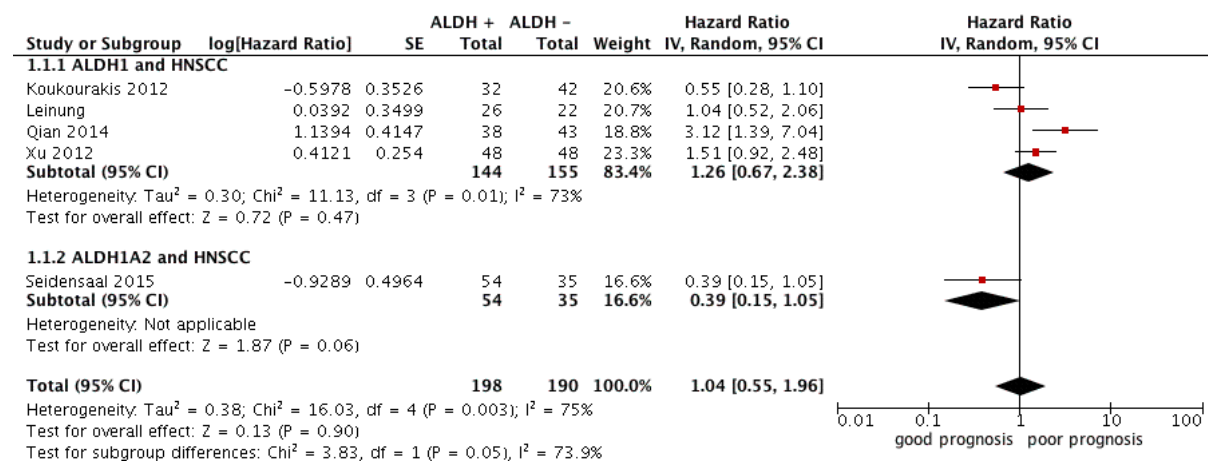 ALDH + ALDH − Hazard Ratio Hazard Ratio
Study or Subgroup log[Hazard Ratio] SE Total Total Weight IV, Random, 95% CI IV, Random, 95% CI
1.1.1 ALDH1 and HNSCC
Koukourakis 2012 −0.5978 0.3526 32 42 20.6% 0.55 [0.28, 1.10]
Leinung 0.0392 0.3499 26 22 20.7% 1.04 [0.52, 2.06]
Qian 2014 1.1394 0.4147 38 43 18.8% 3.12 [1.39, 7.04]
Xu 2012 0.4121 0.254 48 48 23.3% 1.51 [0.92, 2.48]
Subtotal (95% CI) 144 155 83.4% 1.26 [0.67, 2.38]
Heterogeneity: Tau² = 0.30; Chi² = 11.13, df = 3 (P = 0.01); I² = 73%
Test for overall effect: Z = 0.72 (P = 0.47)
1.1.2 ALDH1A2 and HNSCC
Seidensaal 2015 −0.9289 0.4964 54 35 16.6% 0.39 [0.15, 1.05]
Subtotal (95% CI) 54 35 16.6% 0.39 [0.15, 1.05]
Heterogeneity: Not applicable
Test for overall effect: Z = 1.87 (P = 0.06)
Total (95% CI) 198 190 100.0% 1.04 [0.55, 1.96]
Heterogeneity: Tau² = 0.38; Chi² = 16.03, df = 4 (P = 0.003); I² = 75%
Test for overall effect: Z = 0.13 (P = 0.90)
Test for subgroup differences: Chi² = 3.83, df = 1 (P = 0.05), I² = 73.9%
0.01 0.1 1 10 100
good prognosis poor prognosis